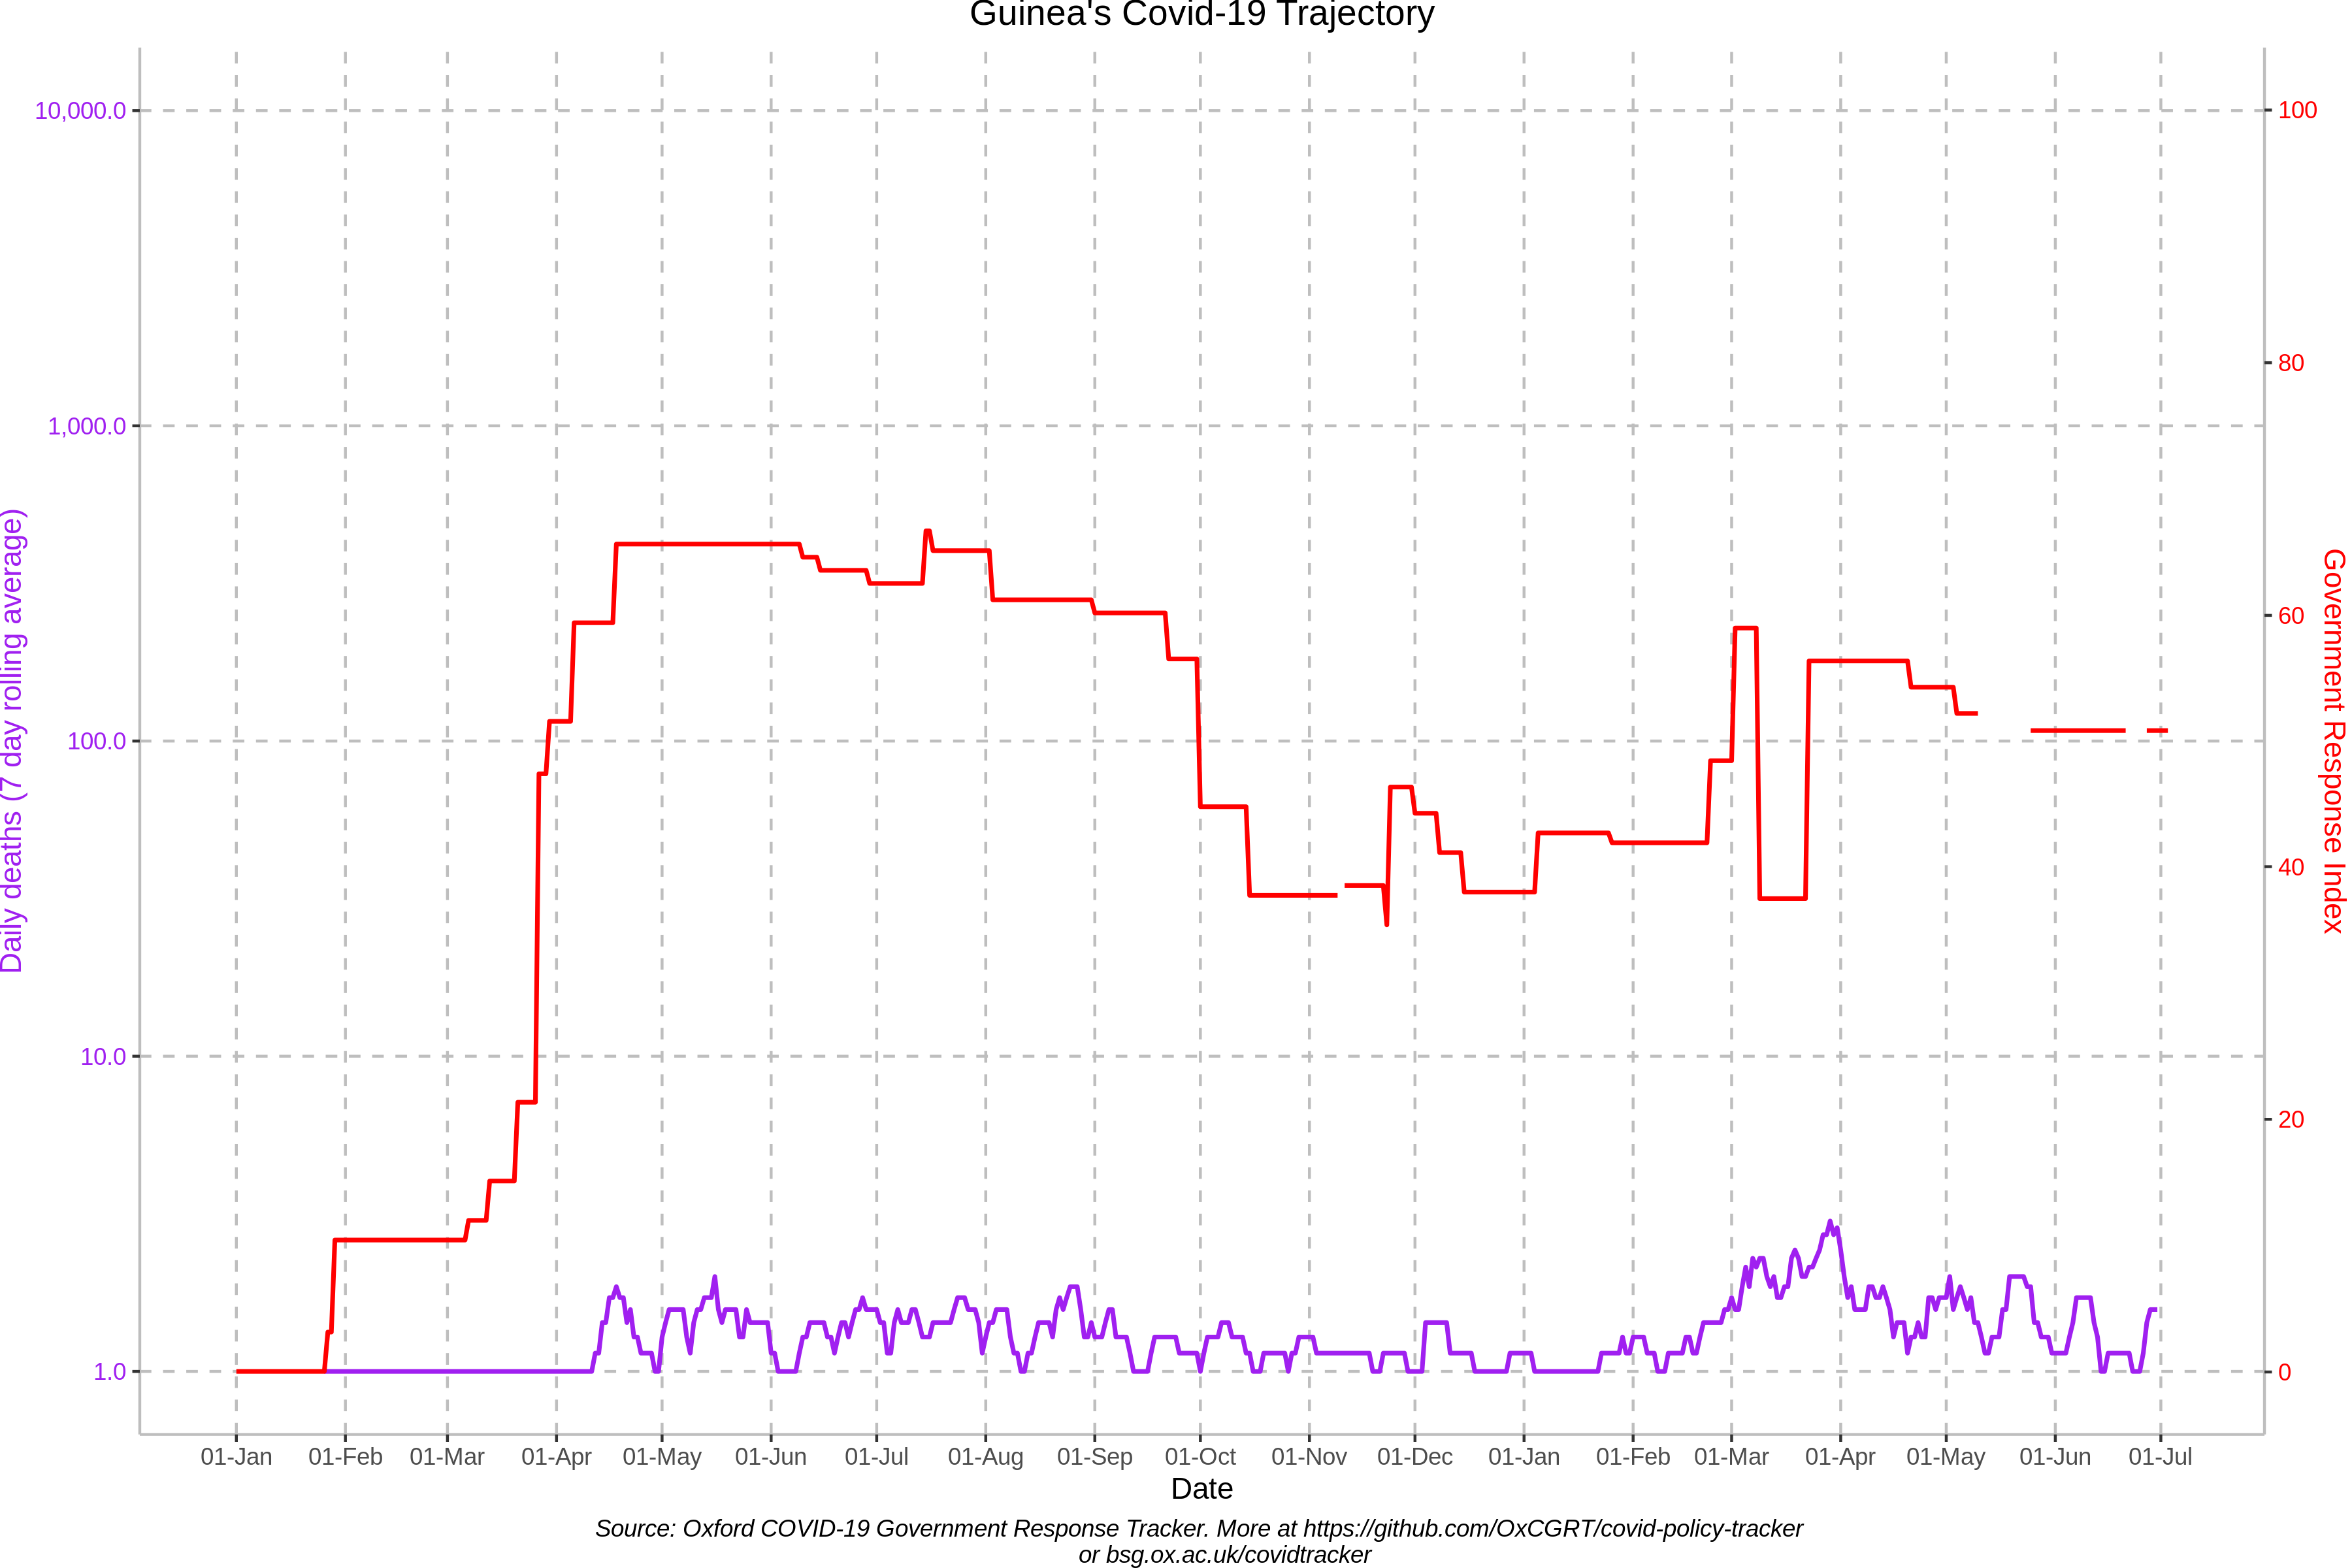 Guinea's Covid-19 Trajectory
10,000.0
1,000.0
100.0
10.0
1.0
Daily deaths (7 day rolling average)
100
80
60
40
20
0
Government Response Index
01-Jan 01-Feb 01-Mar 01-Apr 01-May 01-Jun 01-Jul 01-Aug 01-Sep 01-Oct 01-Nov 01-Dec 01-Jan 01-Feb 01-Mar 01-Apr 01-May 01-Jun 01-Jul
Date
Source: Oxford COVID-19 Government Response Tracker. More at https://github.com/OxCGRT/covid-policy-tracker
or bsg.ox.ac.uk/covidtracker